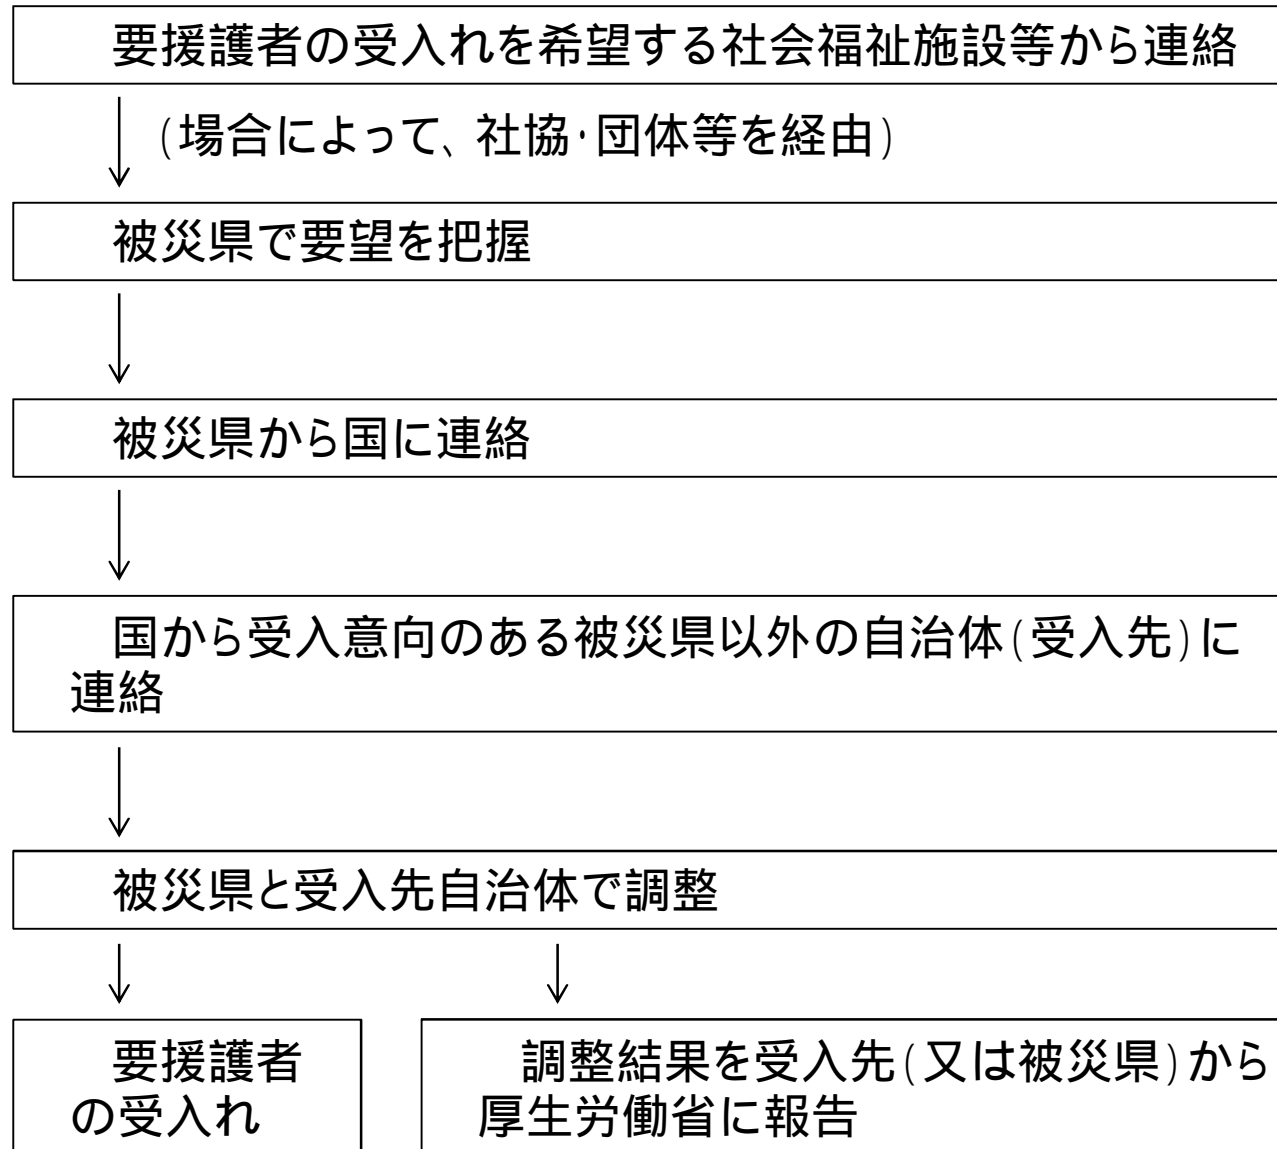 要援護者の受入れを希望する社会福祉施設等から連絡
(場合によって、社協・団体等を経由)
被災県で要望を把握
被災県から国に連絡
国から受入意向のある被災県以外の自治体(受入先)に
連絡
被災県と受入先自治体で調整
要援護者
の受入れ
調整結果を受入先(又は被災県)から
厚生労働省に報告